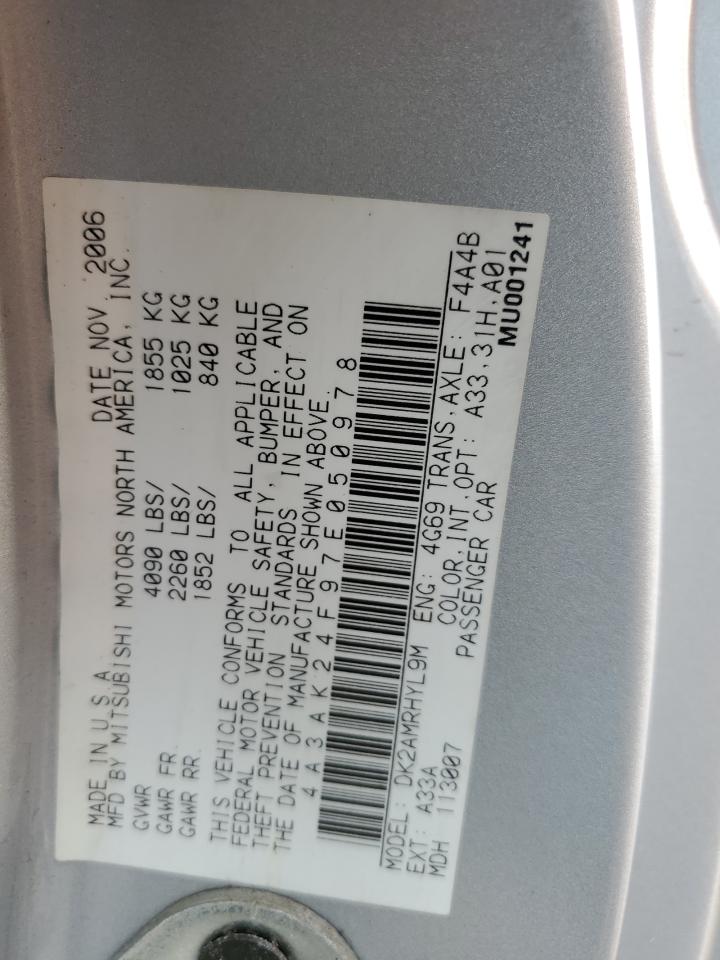 MADE IN U S A DATE NOV 2006
MFD BY MITSUBISHI MOTORS NORTH AMERICA, INC.
GVWR 4090 LBS/ 1855 KG
GAWR FR. 2260 LBS/ 1025 KG
GAWR RR. 1852 LBS/ 840 KG
THIS VEHICLE CONFORMS TO ALL APPLICABLE
FEDERAL MOTOR VEHICLE SAFETY, BUMPER, AND
THEFT PREVENTION STANDARDS IN EFFECT ON
THE DATE OF MANUFACTURE SHOWN ABOVE.
4A3AK24F97E050978
MODEL: DK2AMRHYL9M ENG: 4G69 TRANS, AXLE: F4A4B
EXT: A33A COLOR, INT, OPT: A33,31H,A01
MDH 113007 PASSENGER CAR MU001241